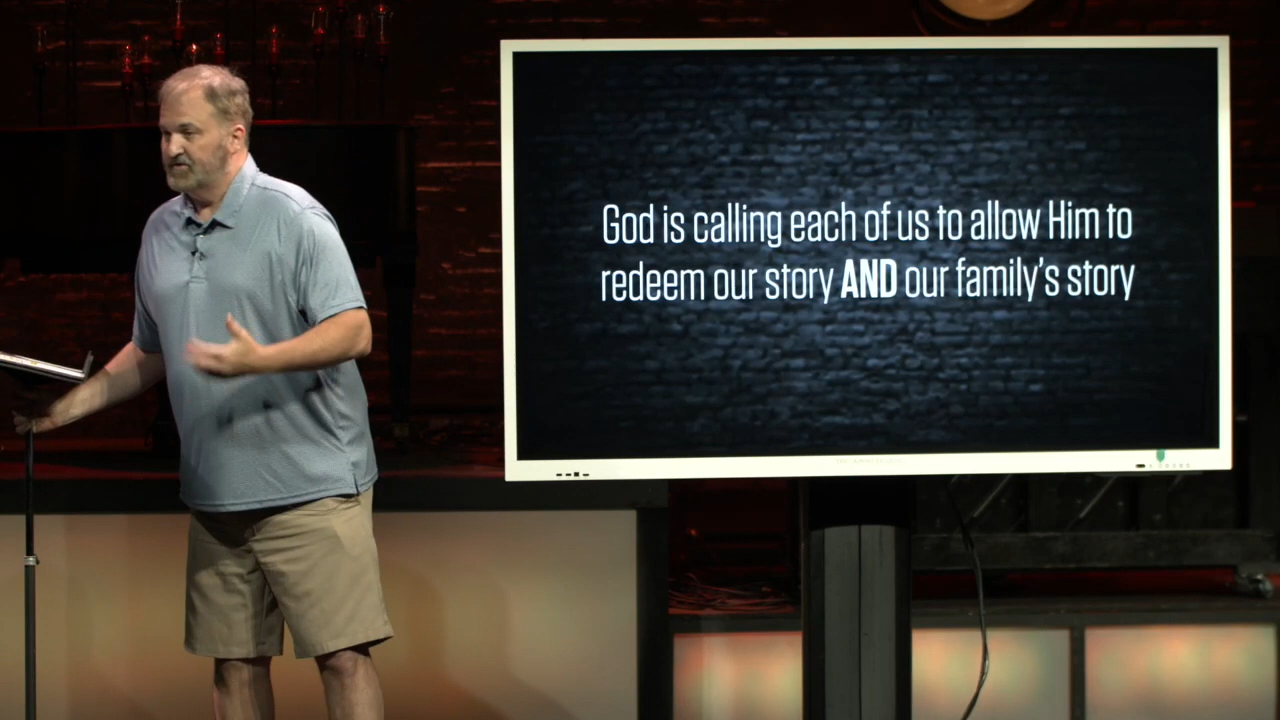 God is calling each of us to allow Him to
redeem our story AND our family's story